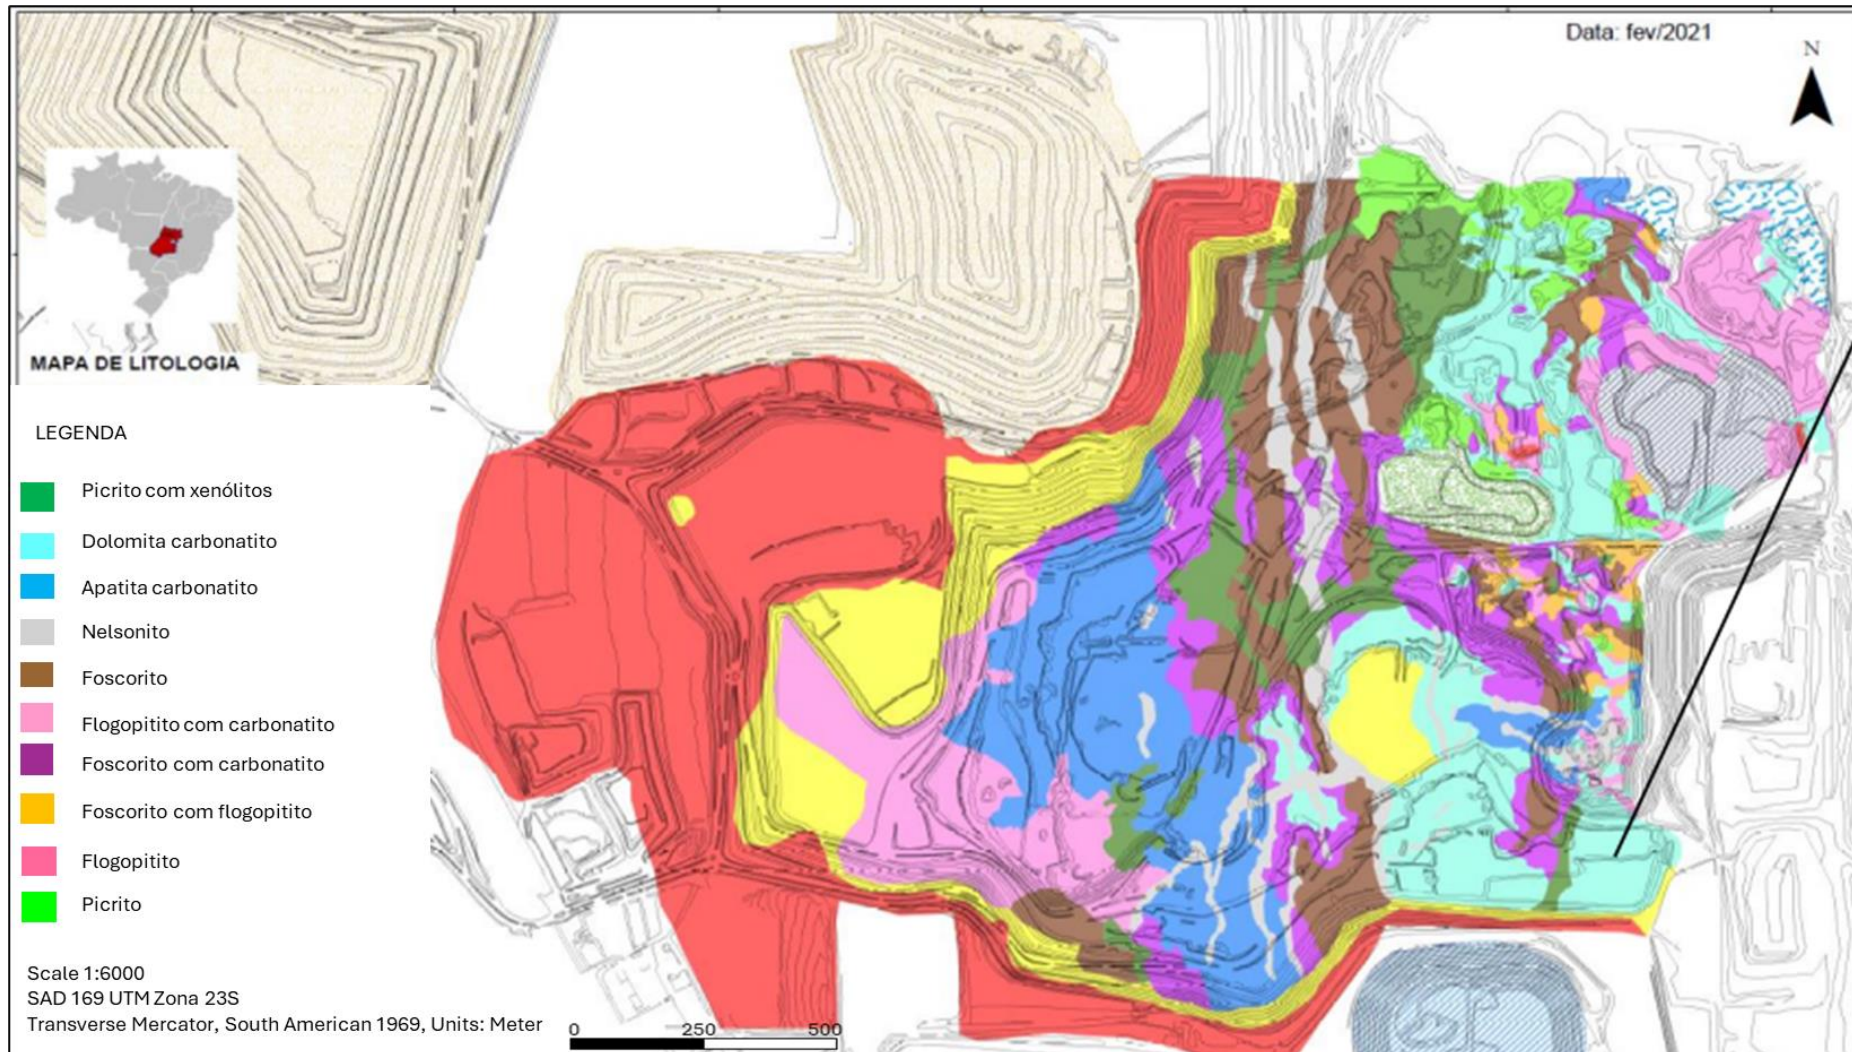 Data: fev/2021
N
MAPA DE LITOLOGIA
LEGENDA
Picrito com xenólitos
Dolomita carbonatito
Apatita carbonatito
Nelsonito
Foscorito
Flogopitito com carbonatito
Foscorito com carbonatito
Foscorito com flogopitito
Flogopitito
Picrito
Scale 1:6000
SAD 169 UTM Zona 23S
Transverse Mercator, South American 1969, Units: Meter
0 250 500